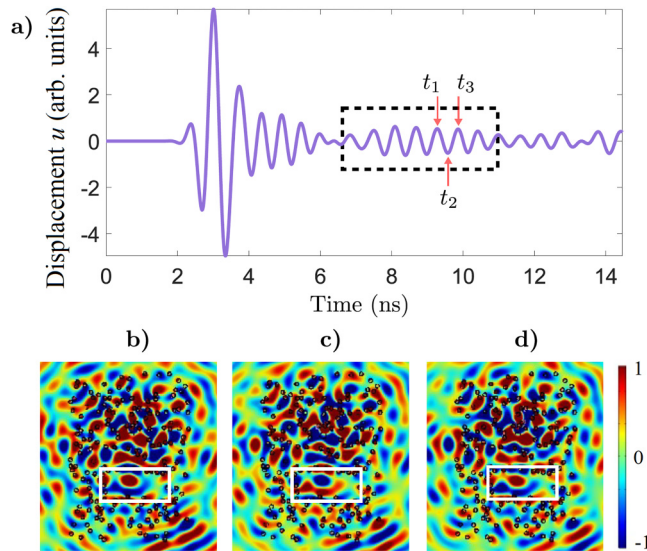 a)
Displacement u (arb. units)
4
2
0
-2
-4
t1
t3
t2
0
2
4
6
8
10
12
14
Time (ns)
b)
c)
d)
1
0
-1